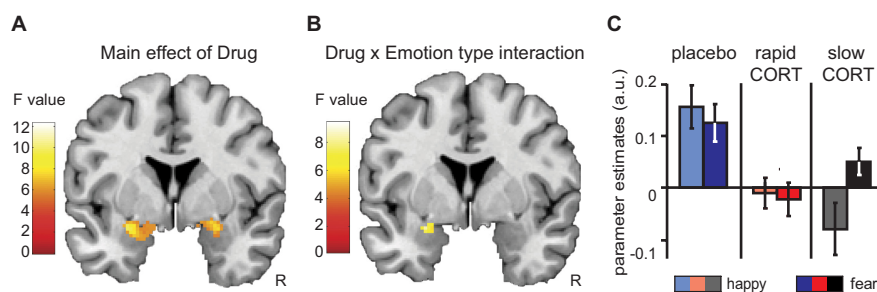 A
Main effect of Drug
F value
12
10
8
6
4
2
0
R
B
Drug x Emotion type interaction
F value
8
6
4
2
0
R
C
placebo
rapid CORT
slow CORT
parameter estimates (a.u.)
0.2
0.1
0
-0.1
happy
fear